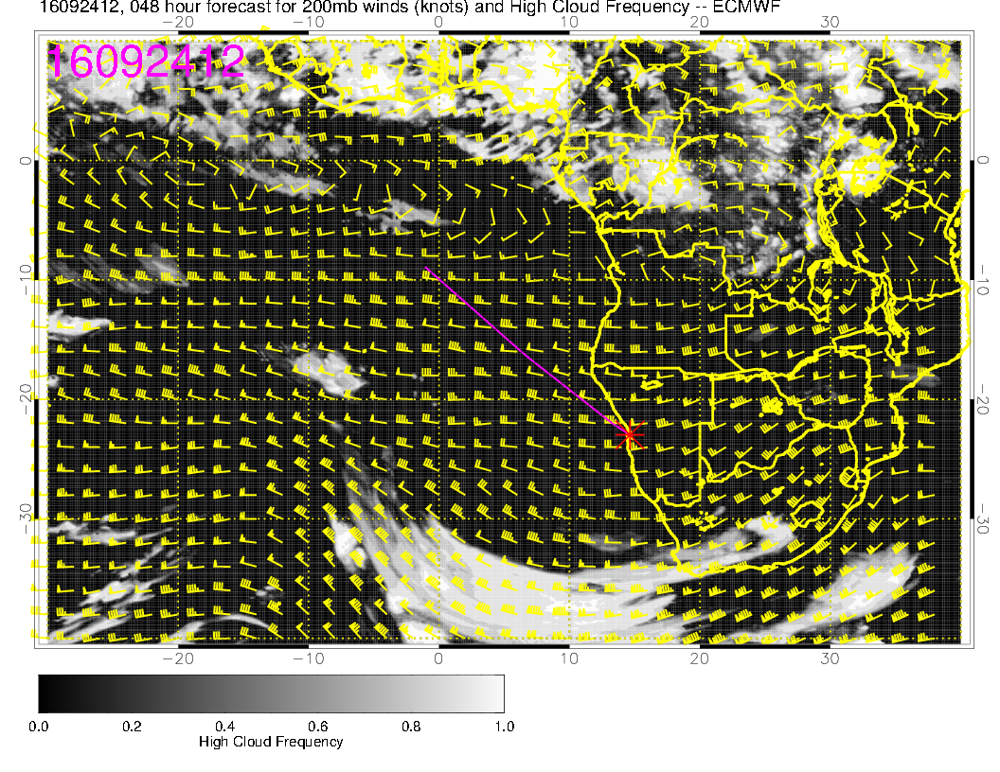 16092412, 048 hour forecast for 200mb winds (knots) and High Cloud Frequency -- ECMWF
−20 −10 0 10 20 30
16092412
0 0
−10 −10
−20 −20
−30 −30
−20 −10 0 10 20 30
0.0 0.2 0.4 0.6 0.8 1.0
High Cloud Frequency